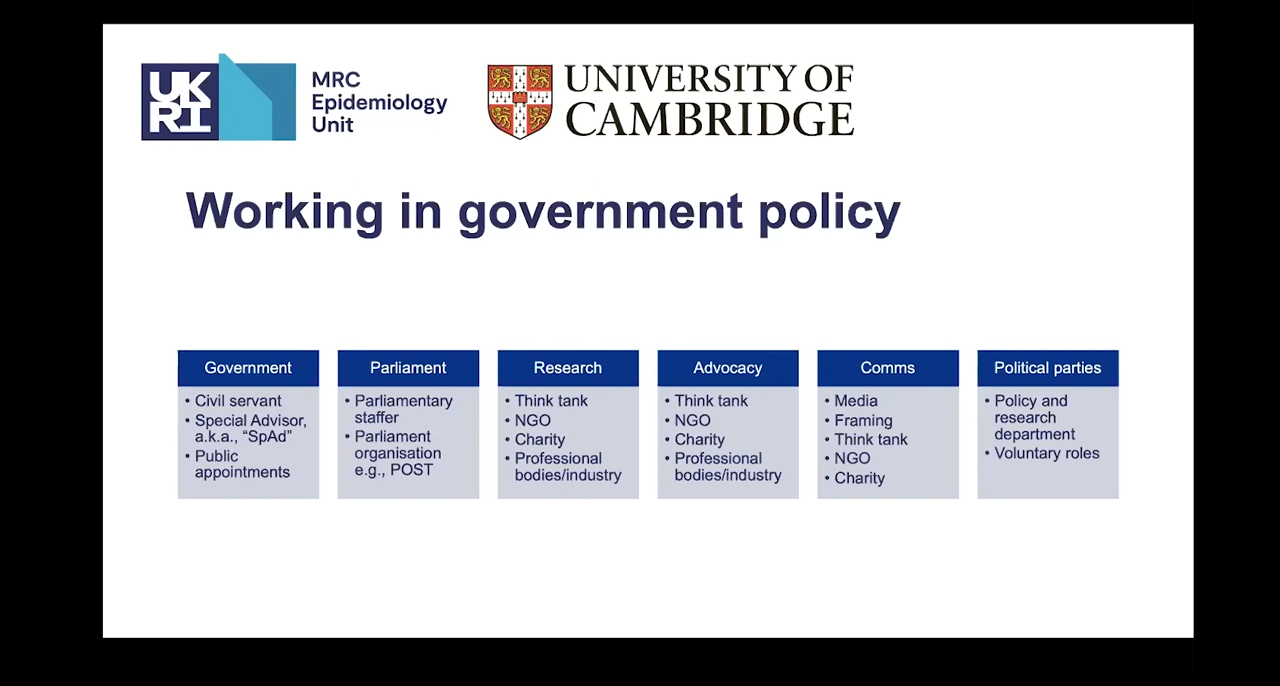 UK
RI
MRC
Epidemiology
Unit
UNIVERSITY OF
CAMBRIDGE
Working in government policy
Government
• Civil servant
• Special Advisor,
a.k.a., “SpAd”
• Public
appointments
Parliament
• Parliamentary
staffer
• Parliament
organisation
e.g., POST
Research
• Think tank
• NGO
• Charity
• Professional
bodies/industry
Advocacy
• Think tank
• NGO
• Charity
• Professional
bodies/industry
Comms
• Media
• Framing
• Think tank
• NGO
• Charity
Political parties
• Policy and
research
department
• Voluntary roles